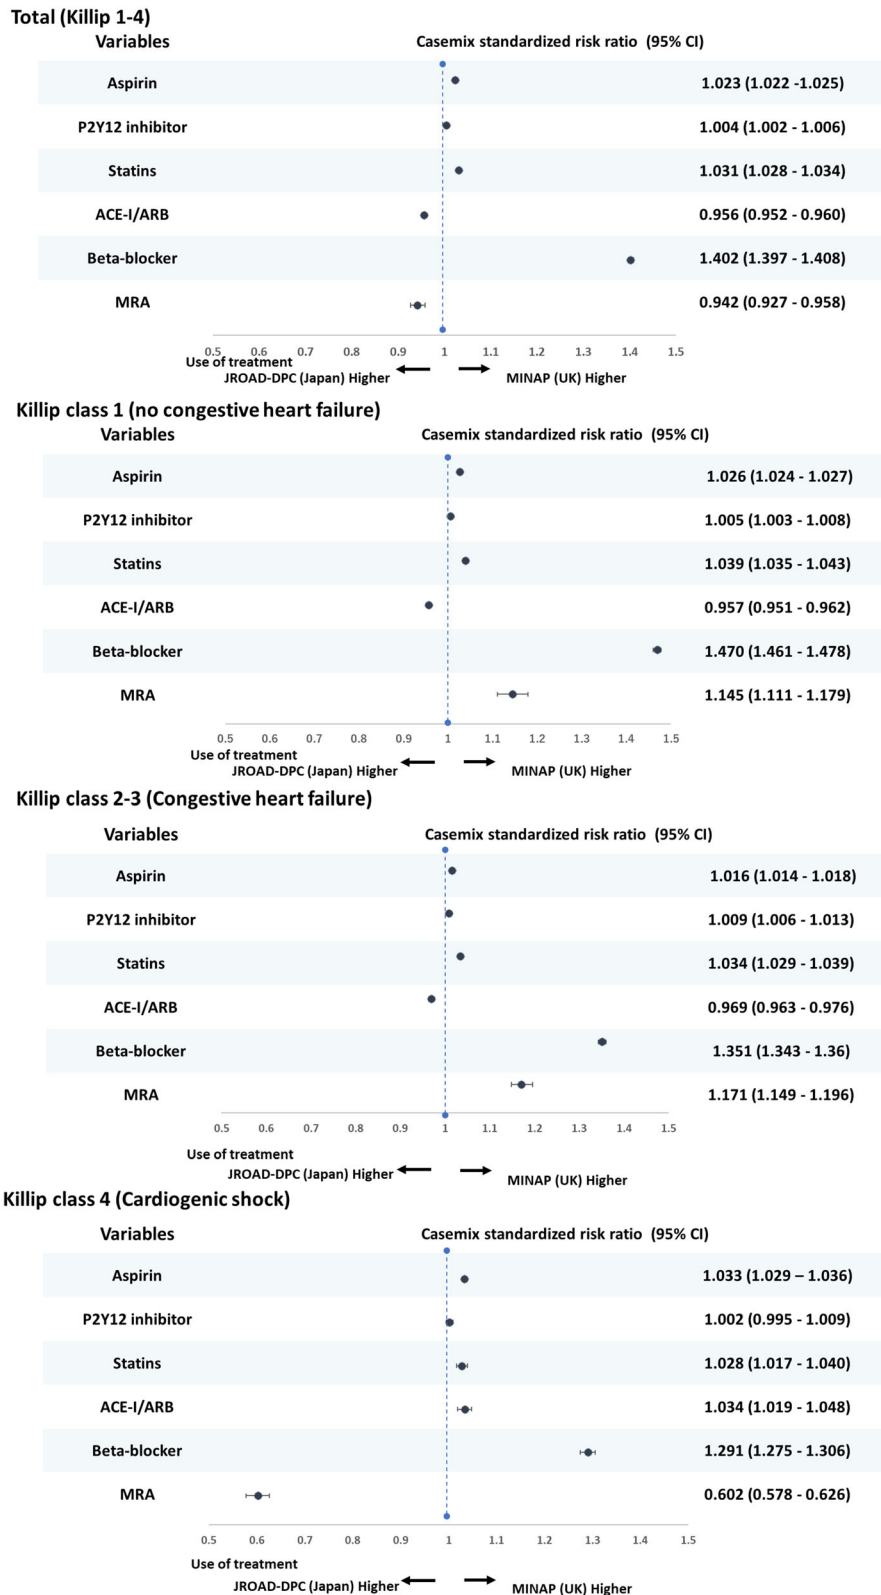 Total (Killip 1-4)
Variables Casemix standardized risk ratio (95% CI)
Aspirin 1.023 (1.022 -1.025)
P2Y12 inhibitor 1.004 (1.002 - 1.006)
Statins 1.031 (1.028 - 1.034)
ACE-I/ARB 0.956 (0.952 - 0.960)
Beta-blocker 1.402 (1.397 - 1.408)
MRA 0.942 (0.927 - 0.958)
0.5 0.6 0.7 0.8 0.9 1 1.1 1.2 1.3 1.4 1.5
Use of treatment
JROAD-DPC (Japan) Higher MINAP (UK) Higher
Killip class 1 (no congestive heart failure)
Variables Casemix standardized risk ratio (95% CI)
Aspirin 1.026 (1.024 - 1.027)
P2Y12 inhibitor 1.005 (1.003 - 1.008)
Statins 1.039 (1.035 - 1.043)
ACE-I/ARB 0.957 (0.951 - 0.962)
Beta-blocker 1.470 (1.461 - 1.478)
MRA 1.145 (1.111 - 1.179)
0.5 0.6 0.7 0.8 0.9 1 1.1 1.2 1.3 1.4 1.5
Use of treatment
JROAD-DPC (Japan) Higher MINAP (UK) Higher
Killip class 2-3 (Congestive heart failure)
Variables Casemix standardized risk ratio (95% CI)
Aspirin 1.016 (1.014 - 1.018)
P2Y12 inhibitor 1.009 (1.006 - 1.013)
Statins 1.034 (1.029 - 1.039)
ACE-I/ARB 0.969 (0.963 - 0.976)
Beta-blocker 1.351 (1.343 - 1.36)
MRA 1.171 (1.149 - 1.196)
0.5 0.6 0.7 0.8 0.9 1 1.1 1.2 1.3 1.4 1.5
Use of treatment
JROAD-DPC (Japan) Higher MINAP (UK) Higher
Killip class 4 (Cardiogenic shock)
Variables Casemix standardized risk ratio (95% CI)
Aspirin 1.033 (1.029 – 1.036)
P2Y12 inhibitor 1.002 (0.995 - 1.009)
Statins 1.028 (1.017 - 1.040)
ACE-I/ARB 1.034 (1.019 - 1.048)
Beta-blocker 1.291 (1.275 - 1.306)
MRA 0.602 (0.578 - 0.626)
0.5 0.6 0.7 0.8 0.9 1 1.1 1.2 1.3 1.4 1.5
Use of treatment
JROAD-DPC (Japan) Higher MINAP (UK) Higher